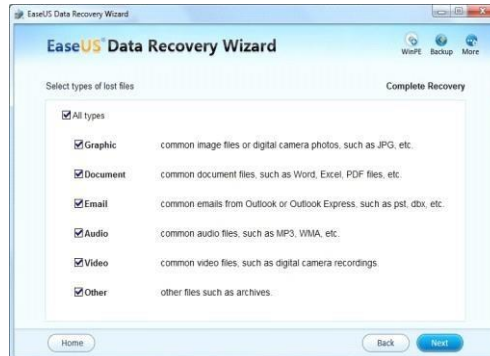 EaseUS Data Recovery Wizard
EaseUS® Data Recovery Wizard
WinPE Backup More
Select types of lost files Complete Recovery
All types
Graphic common image files or digital camera photos, such as JPG, etc.
Document common document files, such as Word, Excel, PDF files, etc.
Email common emails from Outlook or Outlook Express, such as pst, dbx, etc.
Audio common audio files, such as MP3, WMA, etc.
Video common video files, such as digital camera recordings.
Other other files such as archives.
Home Back Next